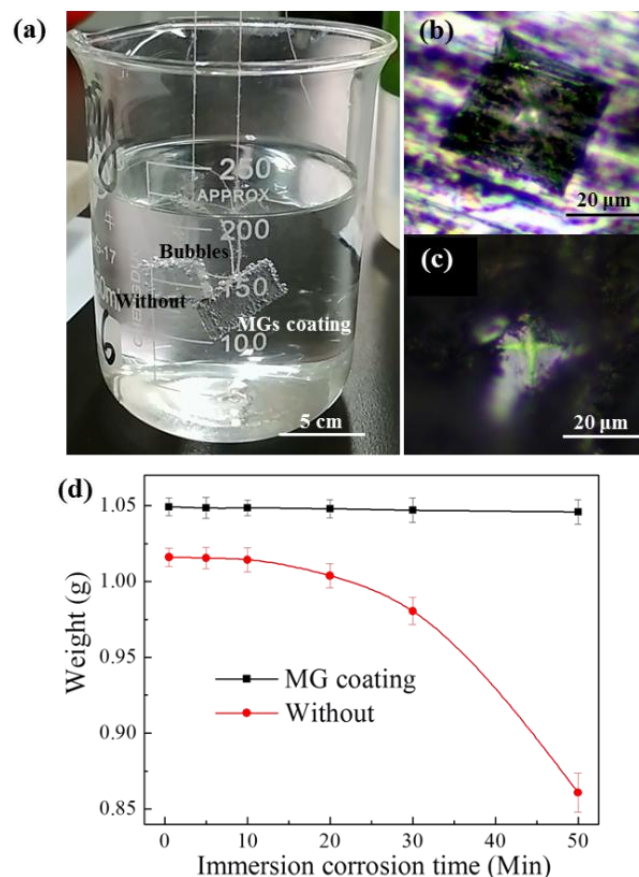 (a)
250
APPROX
200
Bubbles
150
Without
MGs coating
100
5 cm
(b)
20 μm
(c)
20 μm
(d)
1.05
1.00
0.95
0.90
0.85
Weight (g)
MG coating
Without
0 10 20 30 40 50
Immersion corrosion time (Min)